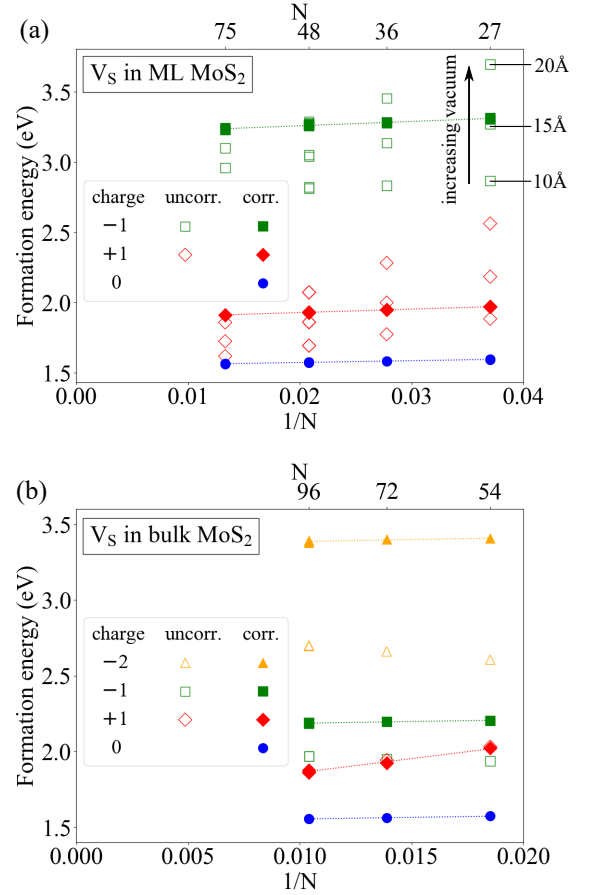 N
(a) 75 48 36 27
V_S in ML MoS_2
20Å
15Å
10Å
increasing vacuum
charge uncorr. corr.
−1
+1
0
Formation energy (eV)
3.5
3.0
2.5
2.0
1.5
0.00 0.01 0.02 0.03 0.04
1/N
N
(b) 96 72 54
V_S in bulk MoS_2
charge uncorr. corr.
−2
−1
+1
0
Formation energy (eV)
3.5
3.0
2.5
2.0
1.5
0.000 0.005 0.010 0.015 0.020
1/N